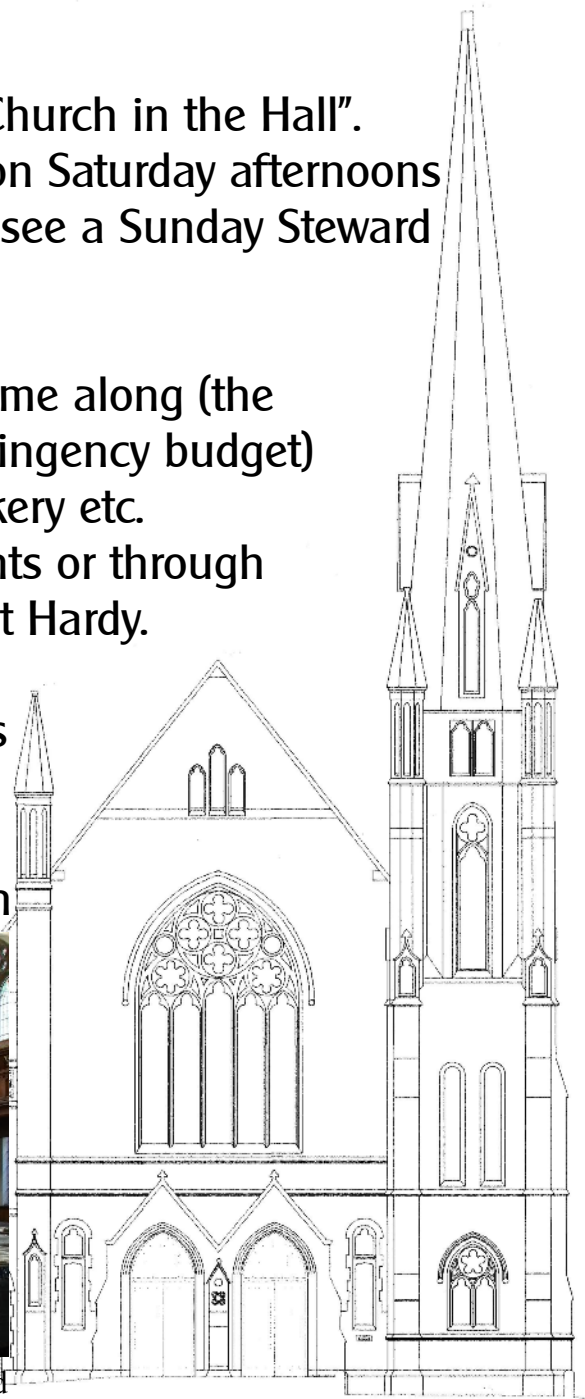 Church in the Hall”.
on Saturday afternoons
see a Sunday Steward
me along (the
ingency budget)
kery etc.
nts or through
t Hardy.
s
n
d